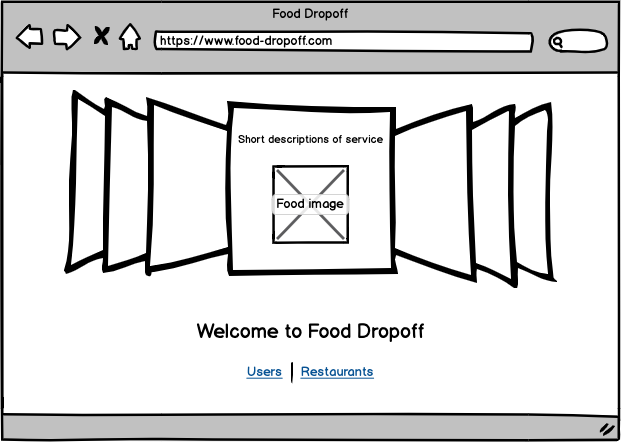 Food Dropoff
https://www.food-dropoff.com
Short descriptions of service
Food image
Welcome to Food Dropoff
Users | Restaurants